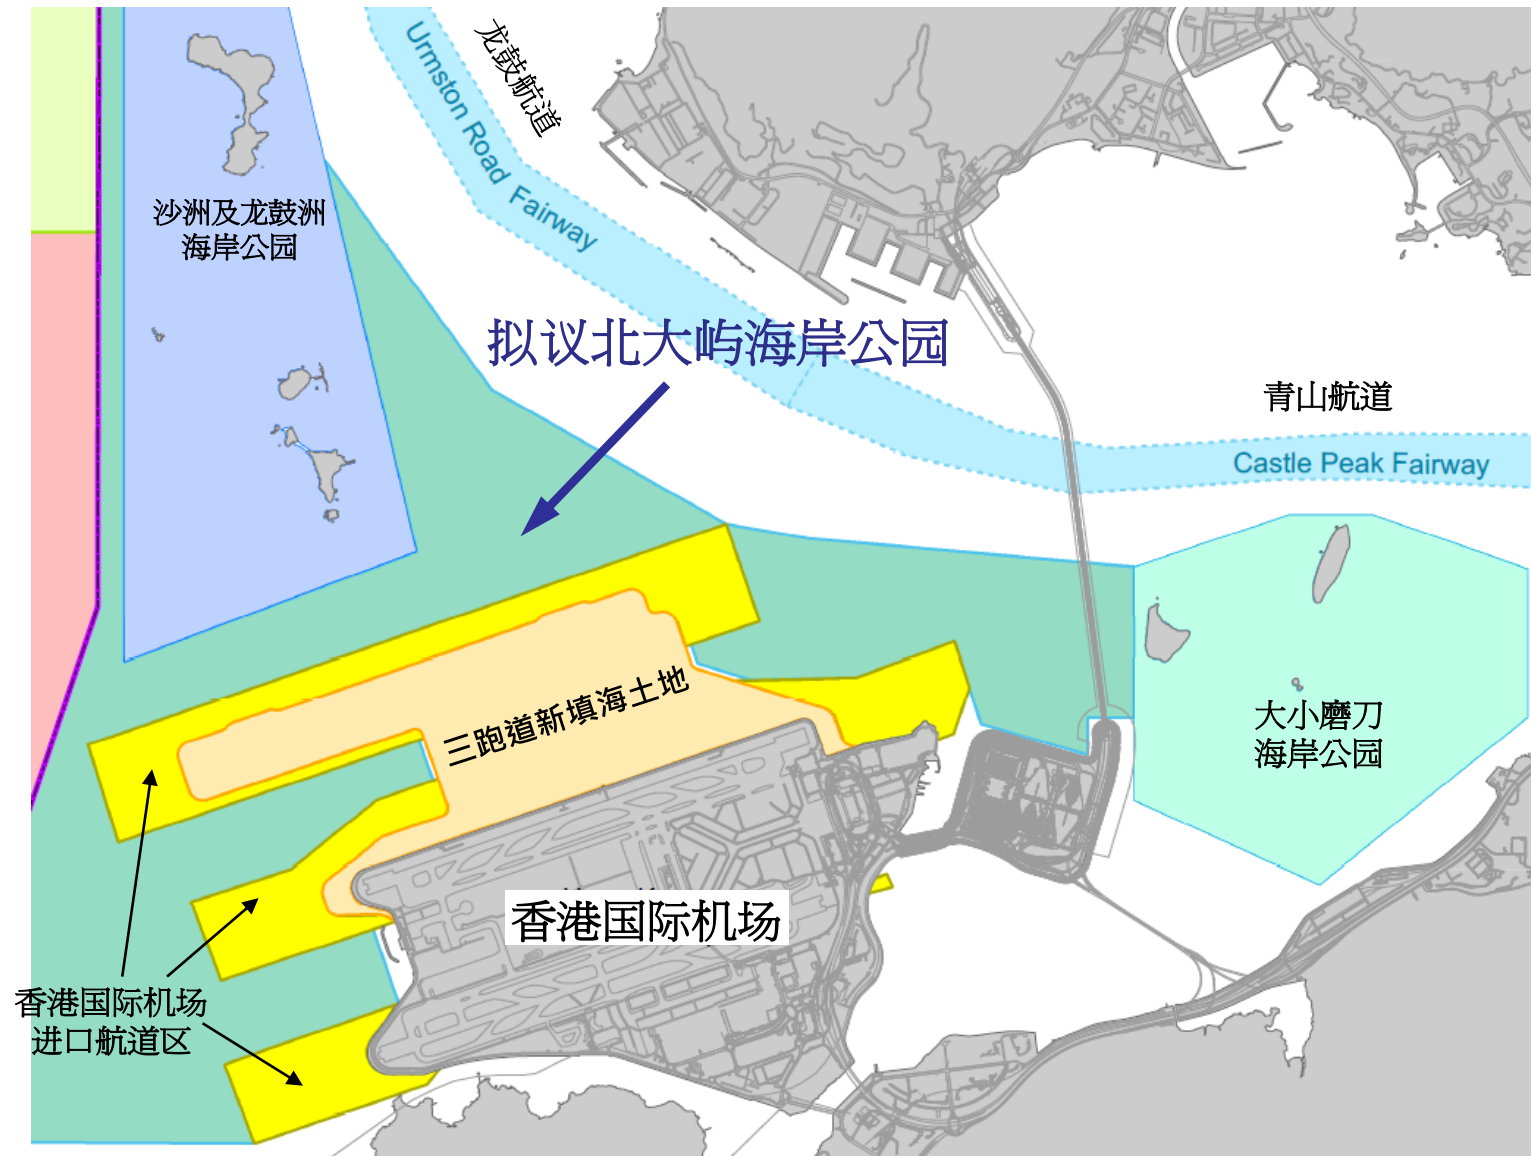 龙鼓航道
Urmston Road Fairway
沙洲及龙鼓洲
海岸公园
拟议北大屿海岸公园
青山航道
Castle Peak Fairway
三跑道新填海土地
大小磨刀
海岸公园
香港国际机场
香港国际机场
进口航道区